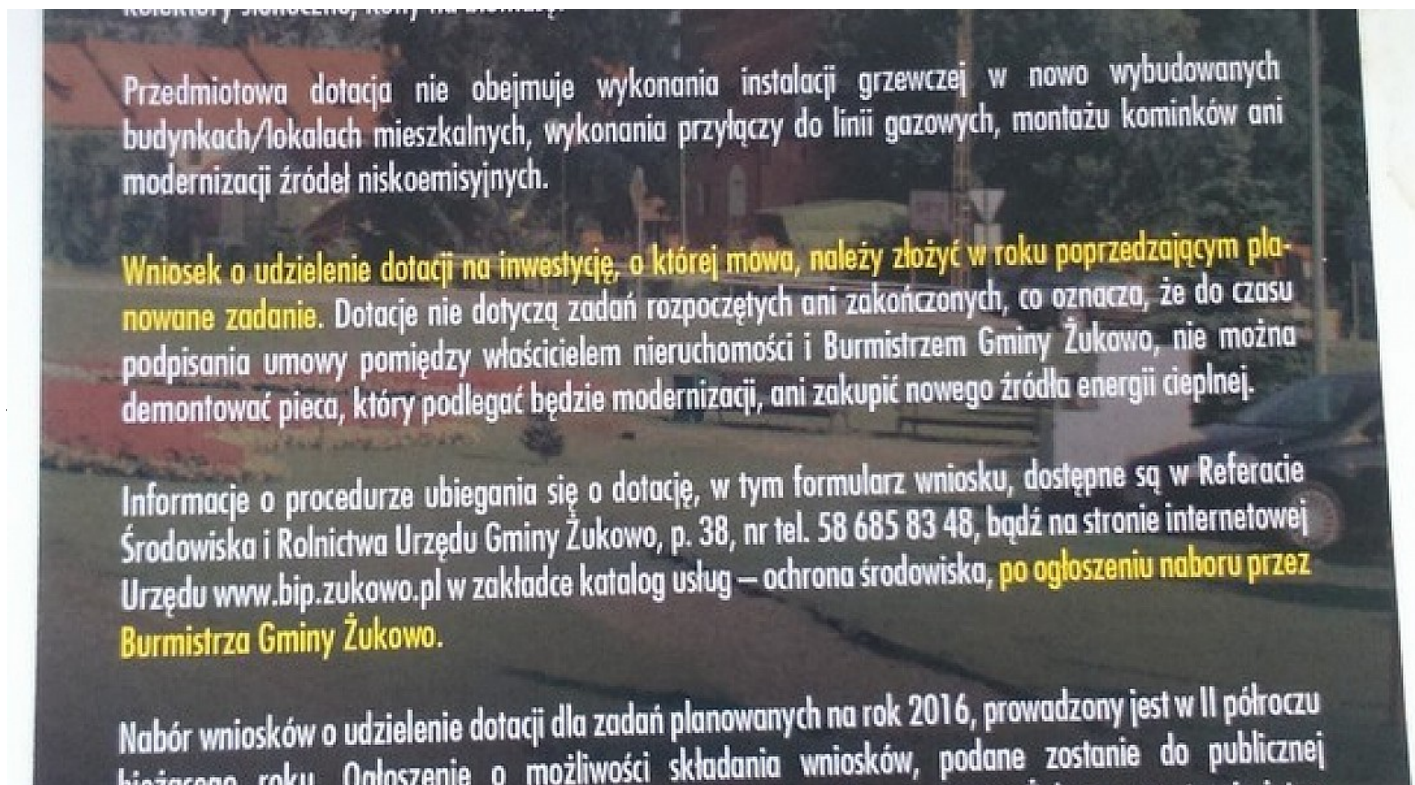 kolektory słoneczne, kotły na biomasę.
Przedmiotowa dotacja nie obejmuje wykonania instalacji grzewczej w nowo wybudowanych
budynkach/lokalach mieszkalnych, wykonania przyłączy do linii gazowych, montażu kominków ani
modernizacji źródeł niskoemisyjnych.
Wniosek o udzielenie dotacji na inwestycję, o której mowa, należy złożyć w roku poprzedzającym pla-
nowane zadanie. Dotacje nie dotyczą zadań rozpoczętych ani zakończonych, co oznacza, że do czasu
podpisania umowy pomiędzy właścicielem nieruchomości i Burmistrzem Gminy Żukowo, nie można
demontować pieca, który podlegać będzie modernizacji, ani zakupić nowego źródła energii cieplnej.
Informacje o procedurze ubiegania się o dotację, w tym formularz wniosku, dostępne są w Referacie
Środowiska i Rolnictwa Urzędu Gminy Żukowo, p. 38, nr tel. 58 685 83 48, bądź na stronie internetowej
Urzędu www.bip.zukowo.pl w zakładce katalog usług – ochrona środowiska, po ogłoszeniu naboru przez
Burmistrza Gminy Żukowo.
Nabór wniosków o udzielenie dotacji dla zadań planowanych na rok 2016, prowadzony jest w II półroczu
bieżącego roku. Ogłoszenie o możliwości składania wniosków, podane zostanie do publicznej